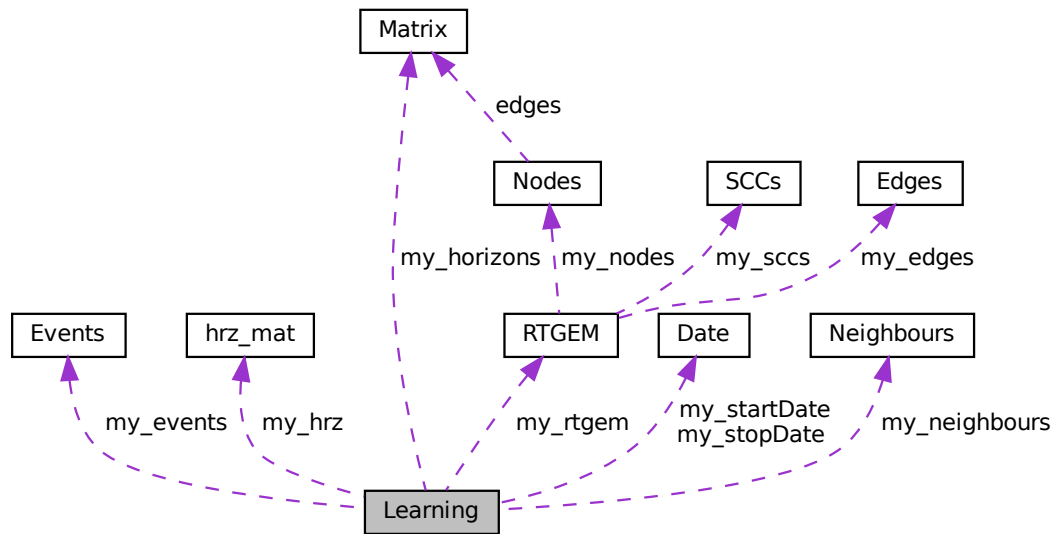 Matrix
edges
Nodes
SCCs
Edges
my_horizons
my_nodes
my_sccs
my_edges
Events
hrz_mat
RTGEM
Date
Neighbours
my_events
my_hrz
my_rtgem
my_startDate
my_stopDate
my_neighbours
Learning